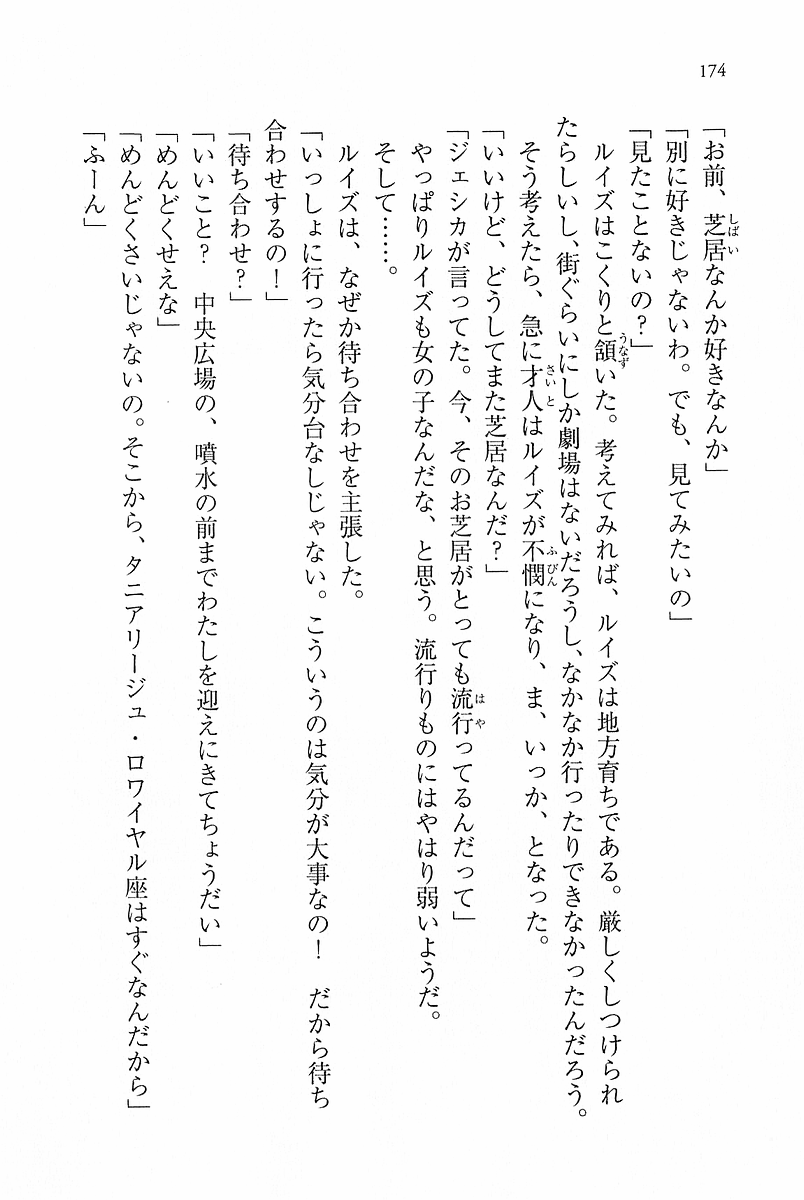 174
「お前、芝居なんか好きなんか」
「別に好きじゃないわ。でも、見てみたいの」
「見たことないの？」
　ルイズはこくりと頷いた。考えてみれば、ルイズは地方育ちである。厳しくしつけられ
たらしいし、街ぐらいにしか劇場はないだろうし、なかなか行ったりできなかったんだろう。
　そう考えたら、急に才人はルイズが不憫になり、ま、いっか、となった。
「いいけど、どうしてまた芝居なんだ？」
「ジェシカが言ってた。今、そのお芝居がとっても流行ってるんだって」
　やっぱりルイズも女の子なんだな、と思う。流行りものにはやはり弱いようだ。
　そして……。
　ルイズは、なぜか待ち合わせを主張した。
「いっしょに行ったら気分台なしじゃない。こういうのは気分が大事なの！　だから待ち
合わせするの！」
「待ち合わせ？」
「いいこと？　中央広場の、噴水の前までわたしを迎えにきてちょうだい」
「めんどくせえな」
「めんどくさいじゃないの。そこから、タニアリージュ・ロワイヤル座はすぐなんだから」
「ふーん」